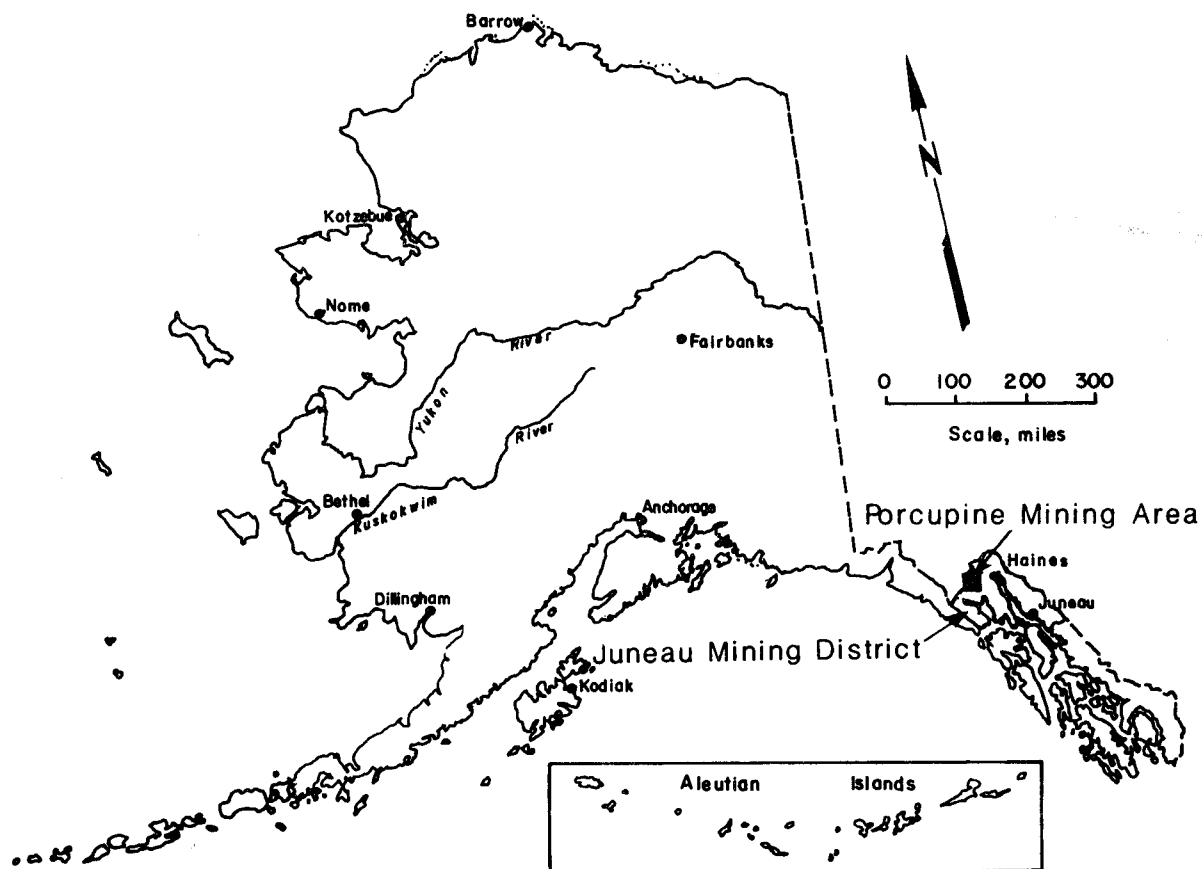 Barrow
Kotzebue
N
Nome
River
Fairbanks
Yukon
0 100 200 300
Scale, miles
River
Bethel
Kuskokwim
Anchorage
Porcupine Mining Area
Haines
Dillingham
Juneau
Juneau Mining District
Kodiak
Aleutian Islands